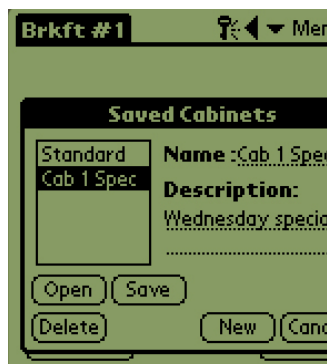 Brkft #1 Men
Saved Cabinets
Standard
Cab 1 Spec
Name :Cab 1 Spec
Description:
Wednesday specia
Open Save
Delete New Canc